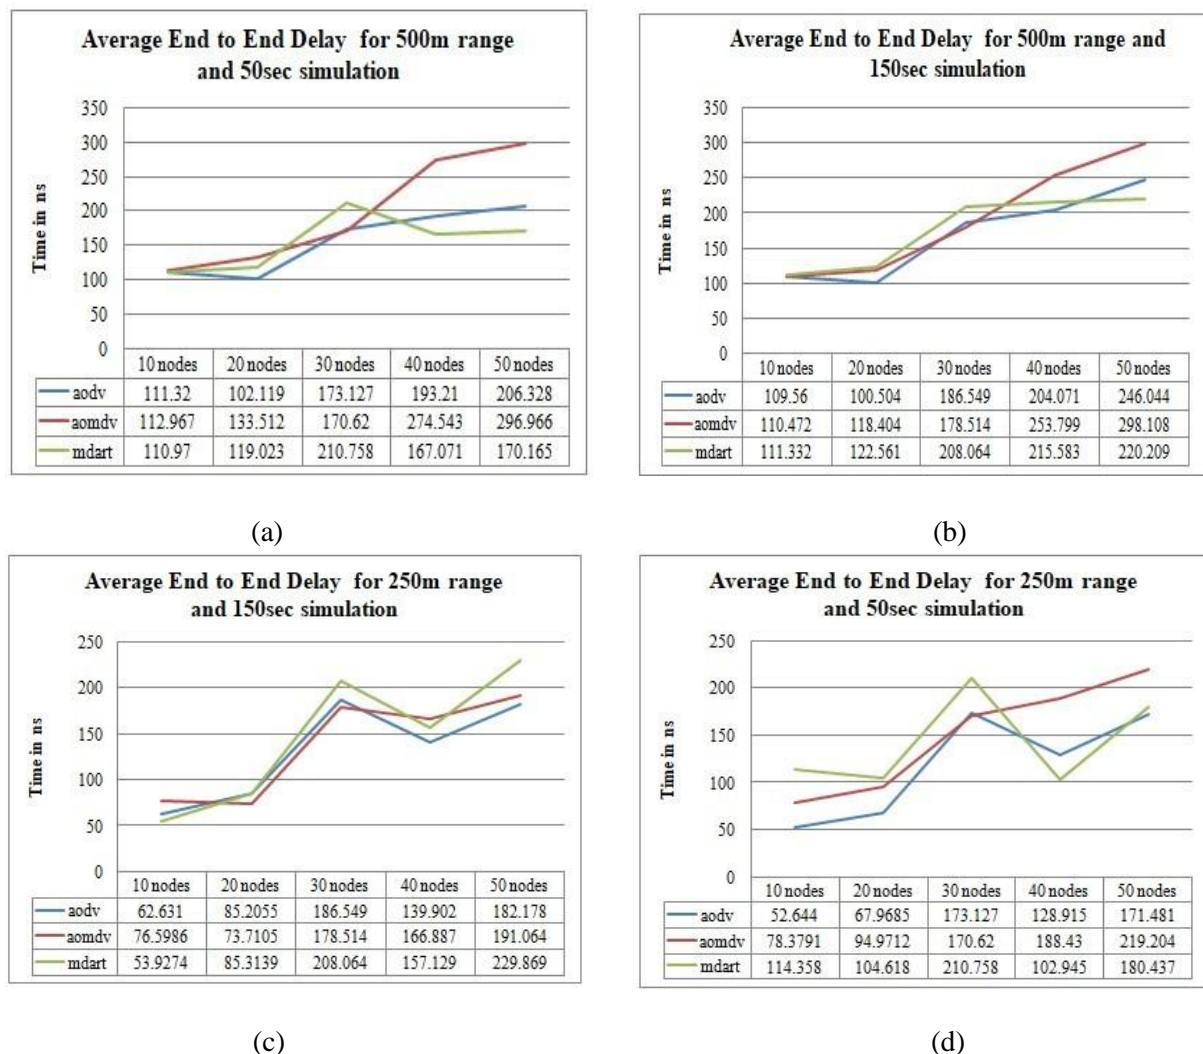 Average End to End Delay for 500m range
and 50sec simulation
Time in ns
350
300
250
200
150
100
50
0
10 nodes 20 nodes 30 nodes 40 nodes 50 nodes
aodv 111.32 102.119 173.127 193.21 206.328
aomdv 112.967 133.512 170.62 274.543 296.966
mdart 110.97 119.023 210.758 167.071 170.165
(a)
Average End to End Delay for 500m range and
150sec simulation
Time in ns
350
300
250
200
150
100
50
0
10 nodes 20 nodes 30 nodes 40 nodes 50 nodes
aodv 109.56 100.504 186.549 204.071 246.044
aomdv 110.472 118.404 178.514 253.799 298.108
mdart 111.332 122.561 208.064 215.583 220.209
(b)
Average End to End Delay for 250m range
and 150sec simulation
Time in ns
250
200
150
100
50
0
10 nodes 20 nodes 30 nodes 40 nodes 50 nodes
aodv 62.631 85.2055 186.549 139.902 182.178
aomdv 76.5986 73.7105 178.514 166.887 191.064
mdart 53.9274 85.3139 208.064 157.129 229.869
(c)
Average End to End Delay for 250m range
and 50sec simulation
Time in ns
250
200
150
100
50
0
10 nodes 20 nodes 30 nodes 40 nodes 50 nodes
aodv 52.644 67.9685 173.127 128.915 171.481
aomdv 78.3791 94.9712 170.62 188.43 219.204
mdart 114.358 104.618 210.758 102.945 180.437
(d)